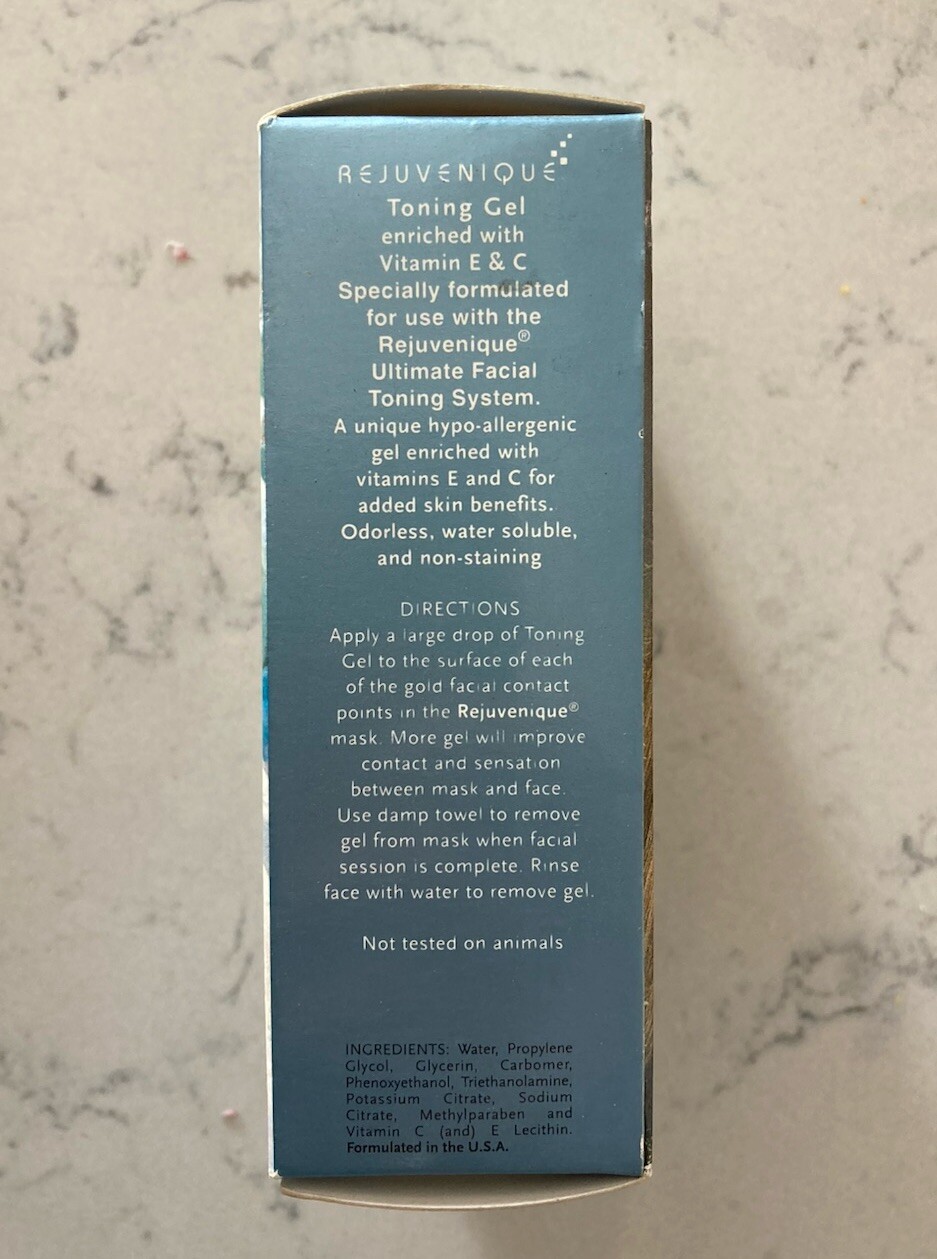 REJUVENIQUE
Toning Gel
enriched with
Vitamin E & C
Specially formulated
for use with the
Rejuvenique®
Ultimate Facial
Toning System.
A unique hypo-allergenic
gel enriched with
vitamins E and C for
added skin benefits.
Odorless, water soluble,
and non-staining
DIRECTIONS
Apply a large drop of Toning
Gel to the surface of each
of the gold facial contact
points in the Rejuvenique®
mask. More gel will improve
contact and sensation
between mask and face.
Use damp towel to remove
gel from mask when facial
session is complete. Rinse
face with water to remove gel.
Not tested on animals
INGREDIENTS: Water, Propylene
Glycol, Glycerin, Carbomer,
Phenoxyethanol, Triethanolamine,
Potassium Citrate, Sodium
Citrate, Methylparaben and
Vitamin C (and) E Lecithin.
Formulated in the U.S.A.